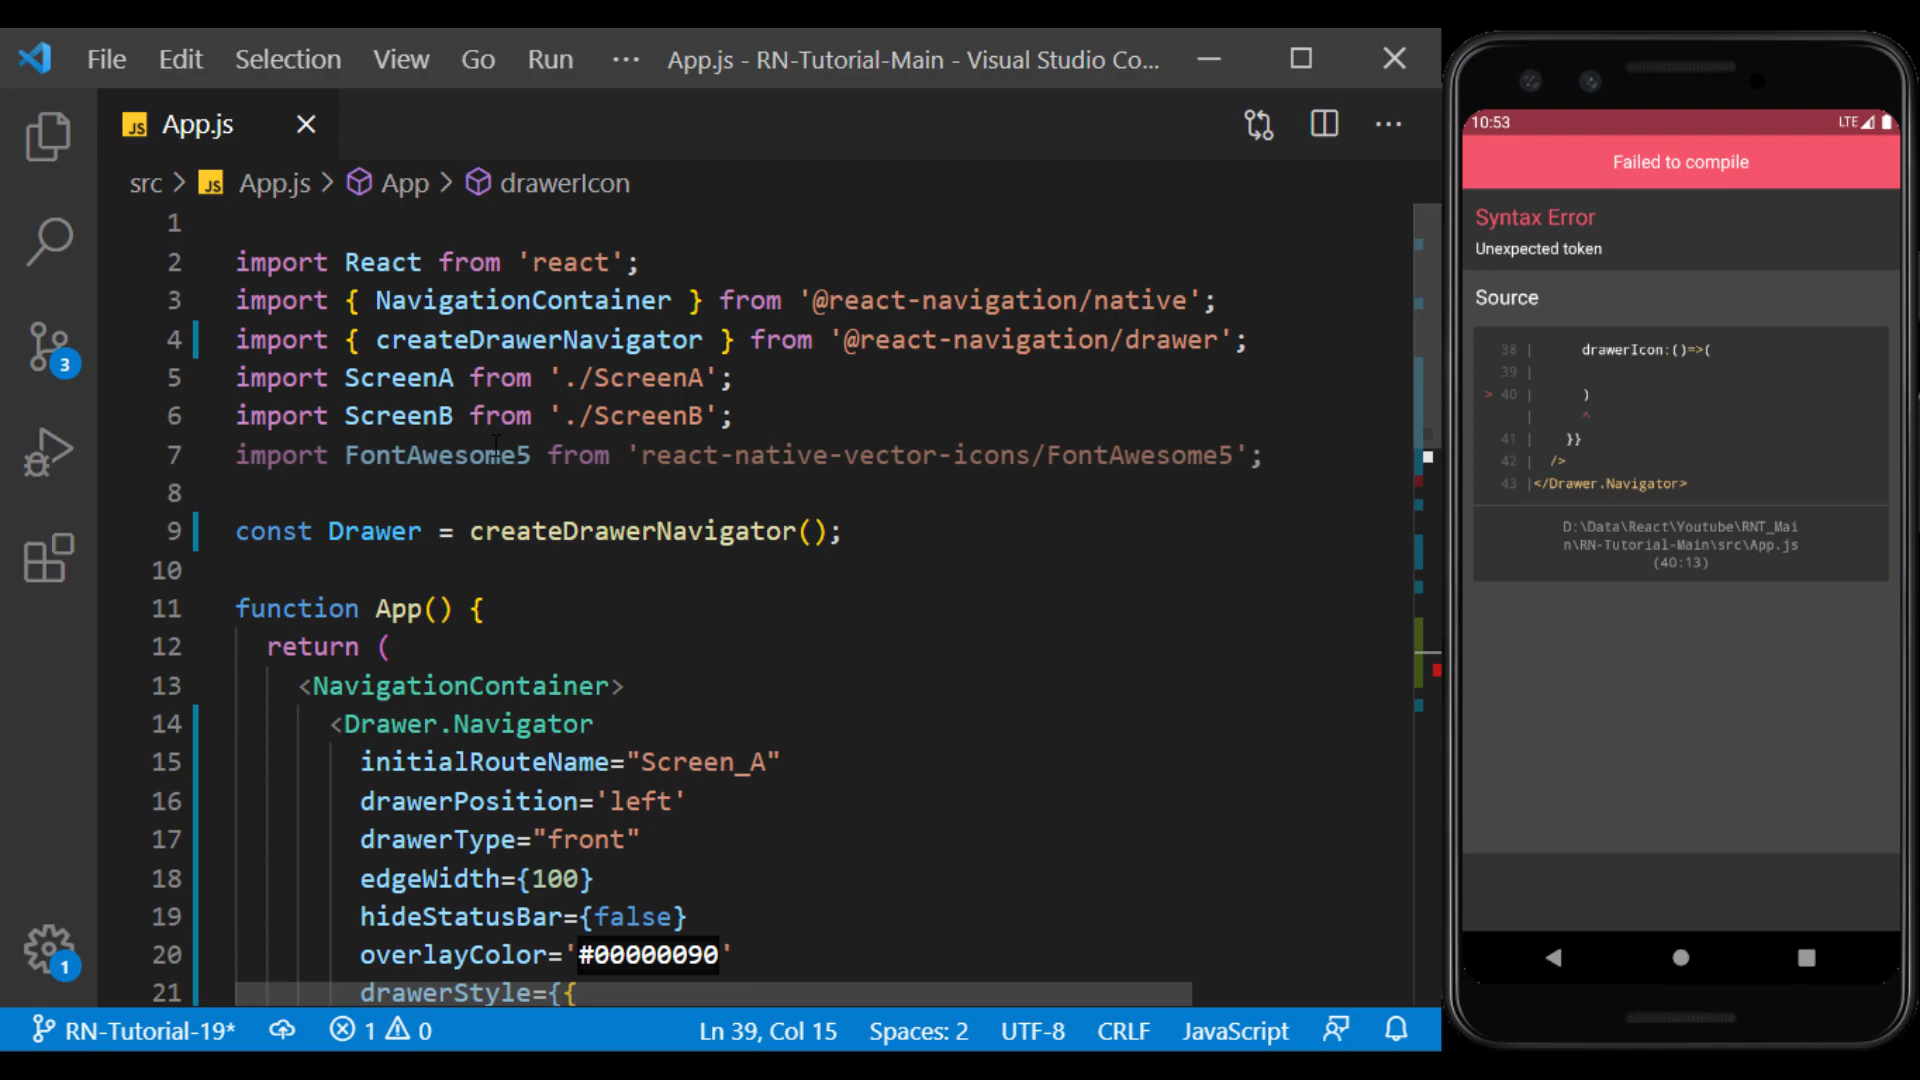 File Edit Selection View Go Run ··· App.js - RN-Tutorial-Main - Visual Studio Co...
JS App.js
src > JS App.js > App > drawerIcon
1
2 import React from 'react';
3 import { NavigationContainer } from '@react-navigation/native';
4 import { createDrawerNavigator } from '@react-navigation/drawer';
5 import ScreenA from './ScreenA';
6 import ScreenB from './ScreenB';
7 import FontAwesome5 from 'react-native-vector-icons/FontAwesome5';
8
9 const Drawer = createDrawerNavigator();
10
11 function App() {
12 return (
13 <NavigationContainer>
14 <Drawer.Navigator
15 initialRouteName="Screen_A"
16 drawerPosition='left'
17 drawerType="front"
18 edgeWidth={100}
19 hideStatusBar={false}
20 overlayColor='#00000090'
21 drawerStyle={{
3
1
RN-Tutorial-19* 1 0 Ln 39, Col 15 Spaces: 2 UTF-8 CRLF JavaScript
10:53 LTE
Failed to compile
Syntax Error
Unexpected token
Source
38 | drawerIcon:()=>(
39 |
> 40 | )
| ^
41 | }}
42 | />
43 |</Drawer.Navigator>
D:\Data\React\Youtube\RNT_Mai
n\RN-Tutorial-Main\src\App.js
(40:13)